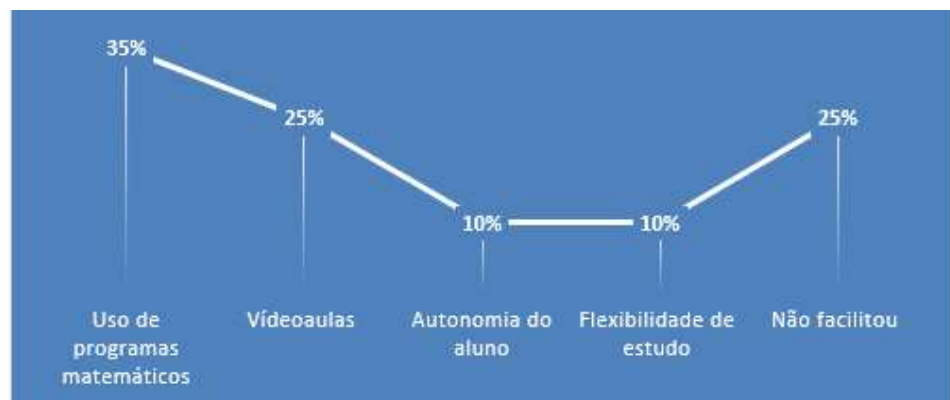 35%
25%
10%
10%
25%
Uso de
programas
matemáticos
Vídeoaulas
Autonomia do
aluno
Flexibilidade de
estudo
Não facilitou